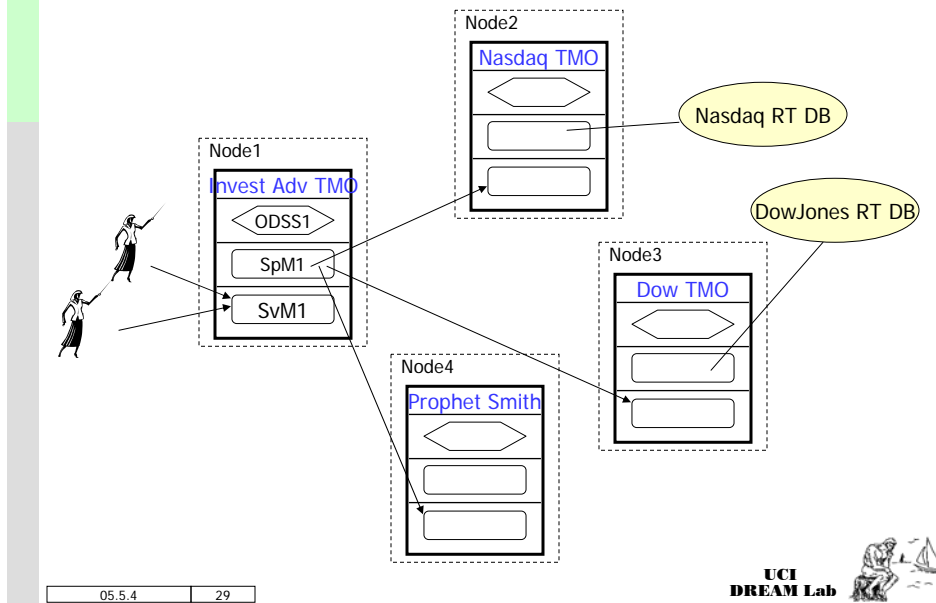 Node2
Nasdaq TMO
Nasdaq RT DB
Node1
Invest Adv TMO
ODSS1
SpM1
SvM1
DowJones RT DB
Node3
Dow TMO
Node4
Prophet Smith
UCI
DREAM Lab
05.5.4 29